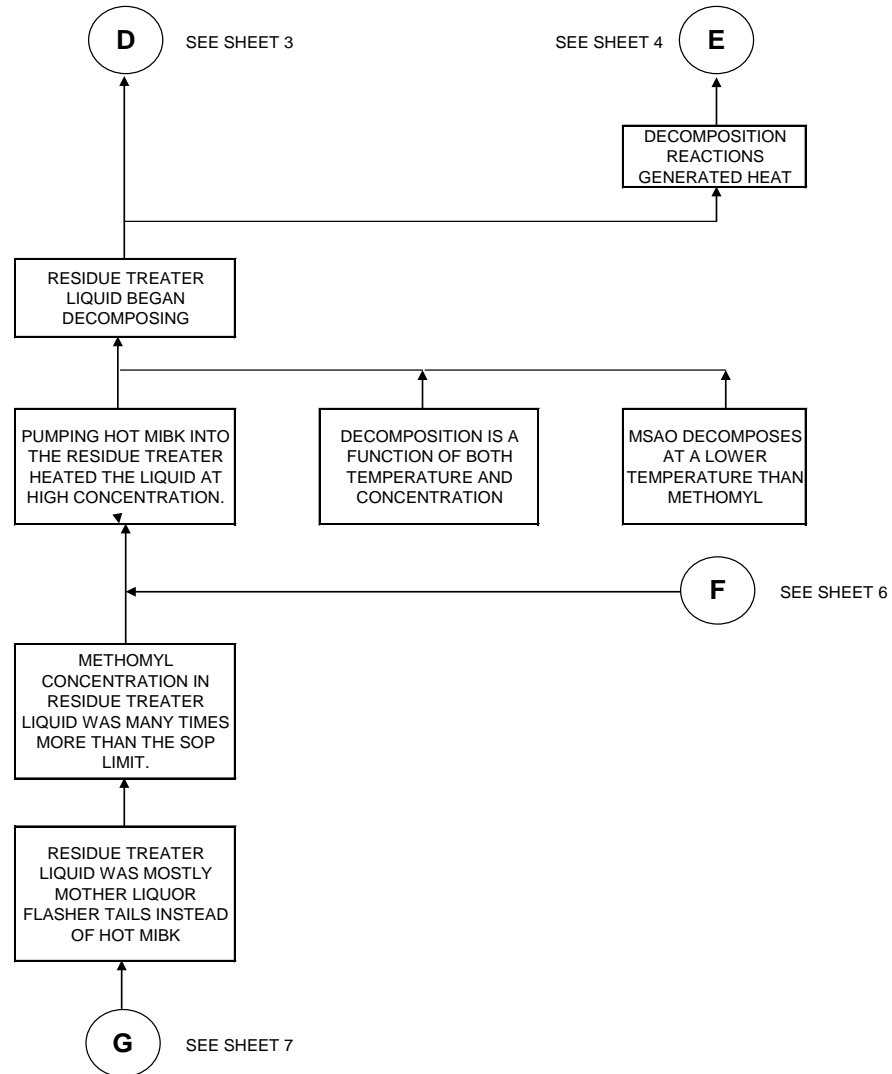 D
SEE SHEET 3
SEE SHEET 4
E
DECOMPOSITION
REACTIONS
GENERATED HEAT
RESIDUE TREATER
LIQUID BEGAN
DECOMPOSING
PUMPING HOT MIBK INTO
THE RESIDUE TREATER
HEATED THE LIQUID AT
HIGH CONCENTRATION.
DECOMPOSITION IS A
FUNCTION OF BOTH
TEMPERATURE AND
CONCENTRATION
MSAO DECOMPOSES
AT A LOWER
TEMPERATURE THAN
METHOMYL
F
SEE SHEET 6
METHOMYL
CONCENTRATION IN
RESIDUE TREATER
LIQUID WAS MANY TIMES
MORE THAN THE SOP
LIMIT.
RESIDUE TREATER
LIQUID WAS MOSTLY
MOTHER LIQUOR
FLASHER TAILS INSTEAD
OF HOT MIBK
G
SEE SHEET 7